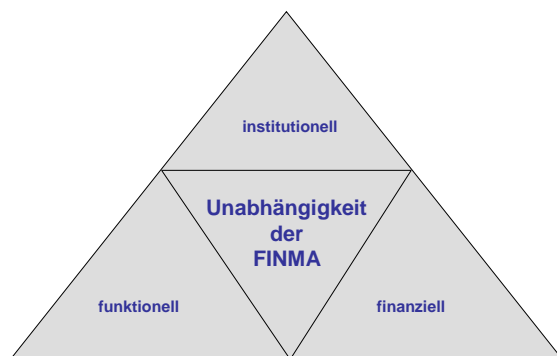 institutionell
Unabhängigkeit
der
FINMA
funktionell
finanziell